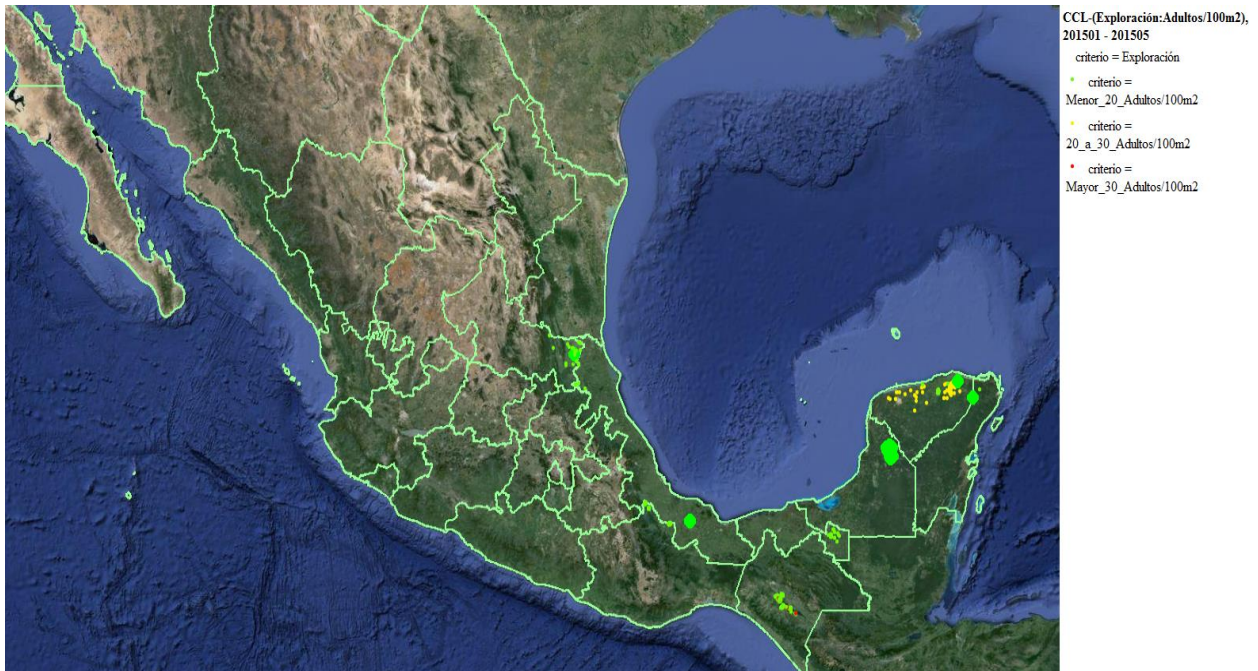 CCL-(Exploración:Adultos/100m2),
201501 - 201505
criterio = Exploración
criterio =
Menor_20_Adultos/100m2
criterio =
20_a_30_Adultos/100m2
criterio =
Mayor_30_Adultos/100m2